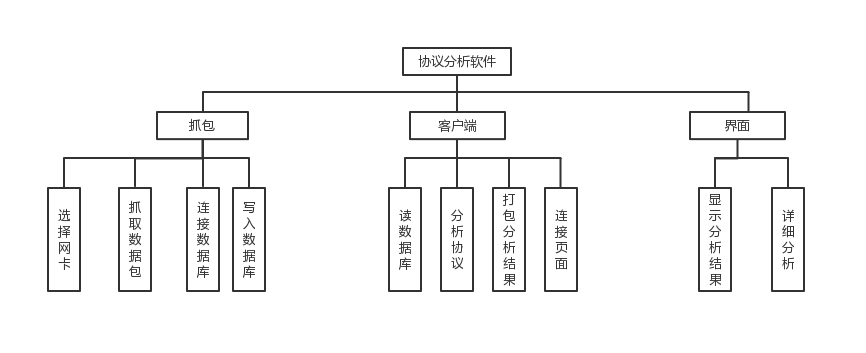 协议分析软件
抓包
客户端
界面
选择网卡
抓取数据包
连接数据库
写入数据库
读数据库
分析协议
打包分析结果
连接页面
显示分析结果
详细分析